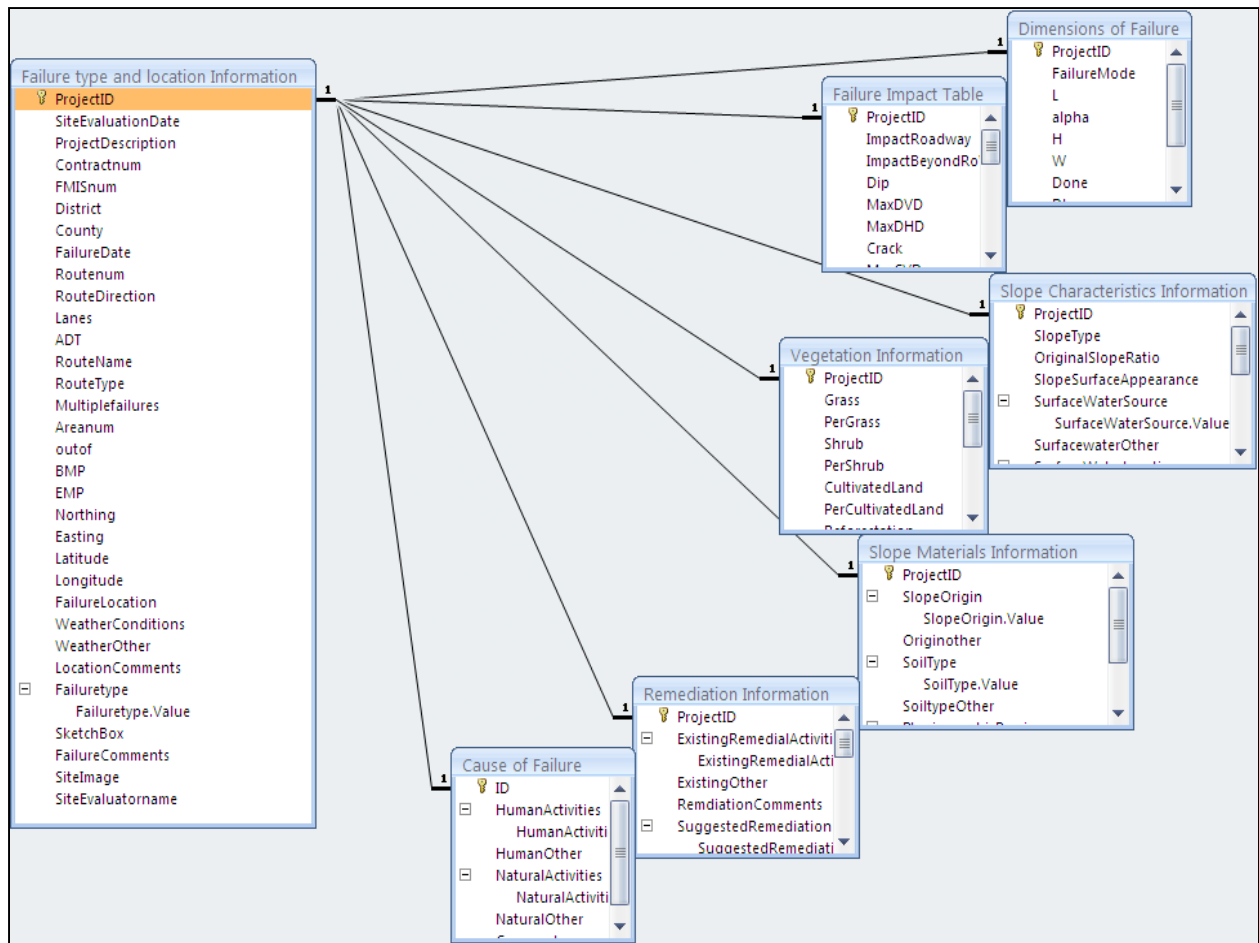 Failure type and location Information
ProjectID
SiteEvaluationDate
ProjectDescription
Contractnum
FMISnum
District
County
FailureDate
Routenum
RouteDirection
Lanes
ADT
RouteName
RouteType
Multiplefailures
Areanum
outof
BMP
EMP
Northing
Easting
Latitude
Longitude
FailureLocation
WeatherConditions
WeatherOther
LocationComments
Failuretype
Failuretype.Value
SketchBox
FailureComments
SiteImage
SiteEvaluatorname
1
1
Dimensions of Failure
ProjectID
FailureMode
L
alpha
H
W
Done
1
Failure Impact Table
ProjectID
ImpactRoadway
ImpactBeyondRo
Dip
MaxDVD
MaxDHD
Crack
1
Slope Characteristics Information
ProjectID
SlopeType
OriginalSlopeRatio
SlopeSurfaceAppearance
SurfaceWaterSource
SurfaceWaterSource.Value
SurfacewaterOther
1
Vegetation Information
ProjectID
Grass
PerGrass
Shrub
PerShrub
CultivatedLand
PerCultivatedLand
1
Slope Materials Information
ProjectID
SlopeOrigin
SlopeOrigin.Value
Originother
SoilType
SoilType.Value
SoiltypeOther
1
Remediation Information
ProjectID
ExistingRemedialActiviti
ExistingRemedialActi
ExistingOther
RemdiationComments
SuggestedRemediation
SuggestedRemediati
1
Cause of Failure
ID
HumanActivities
HumanActiviti
HumanOther
NaturalActivities
NaturalActiviti
NaturalOther